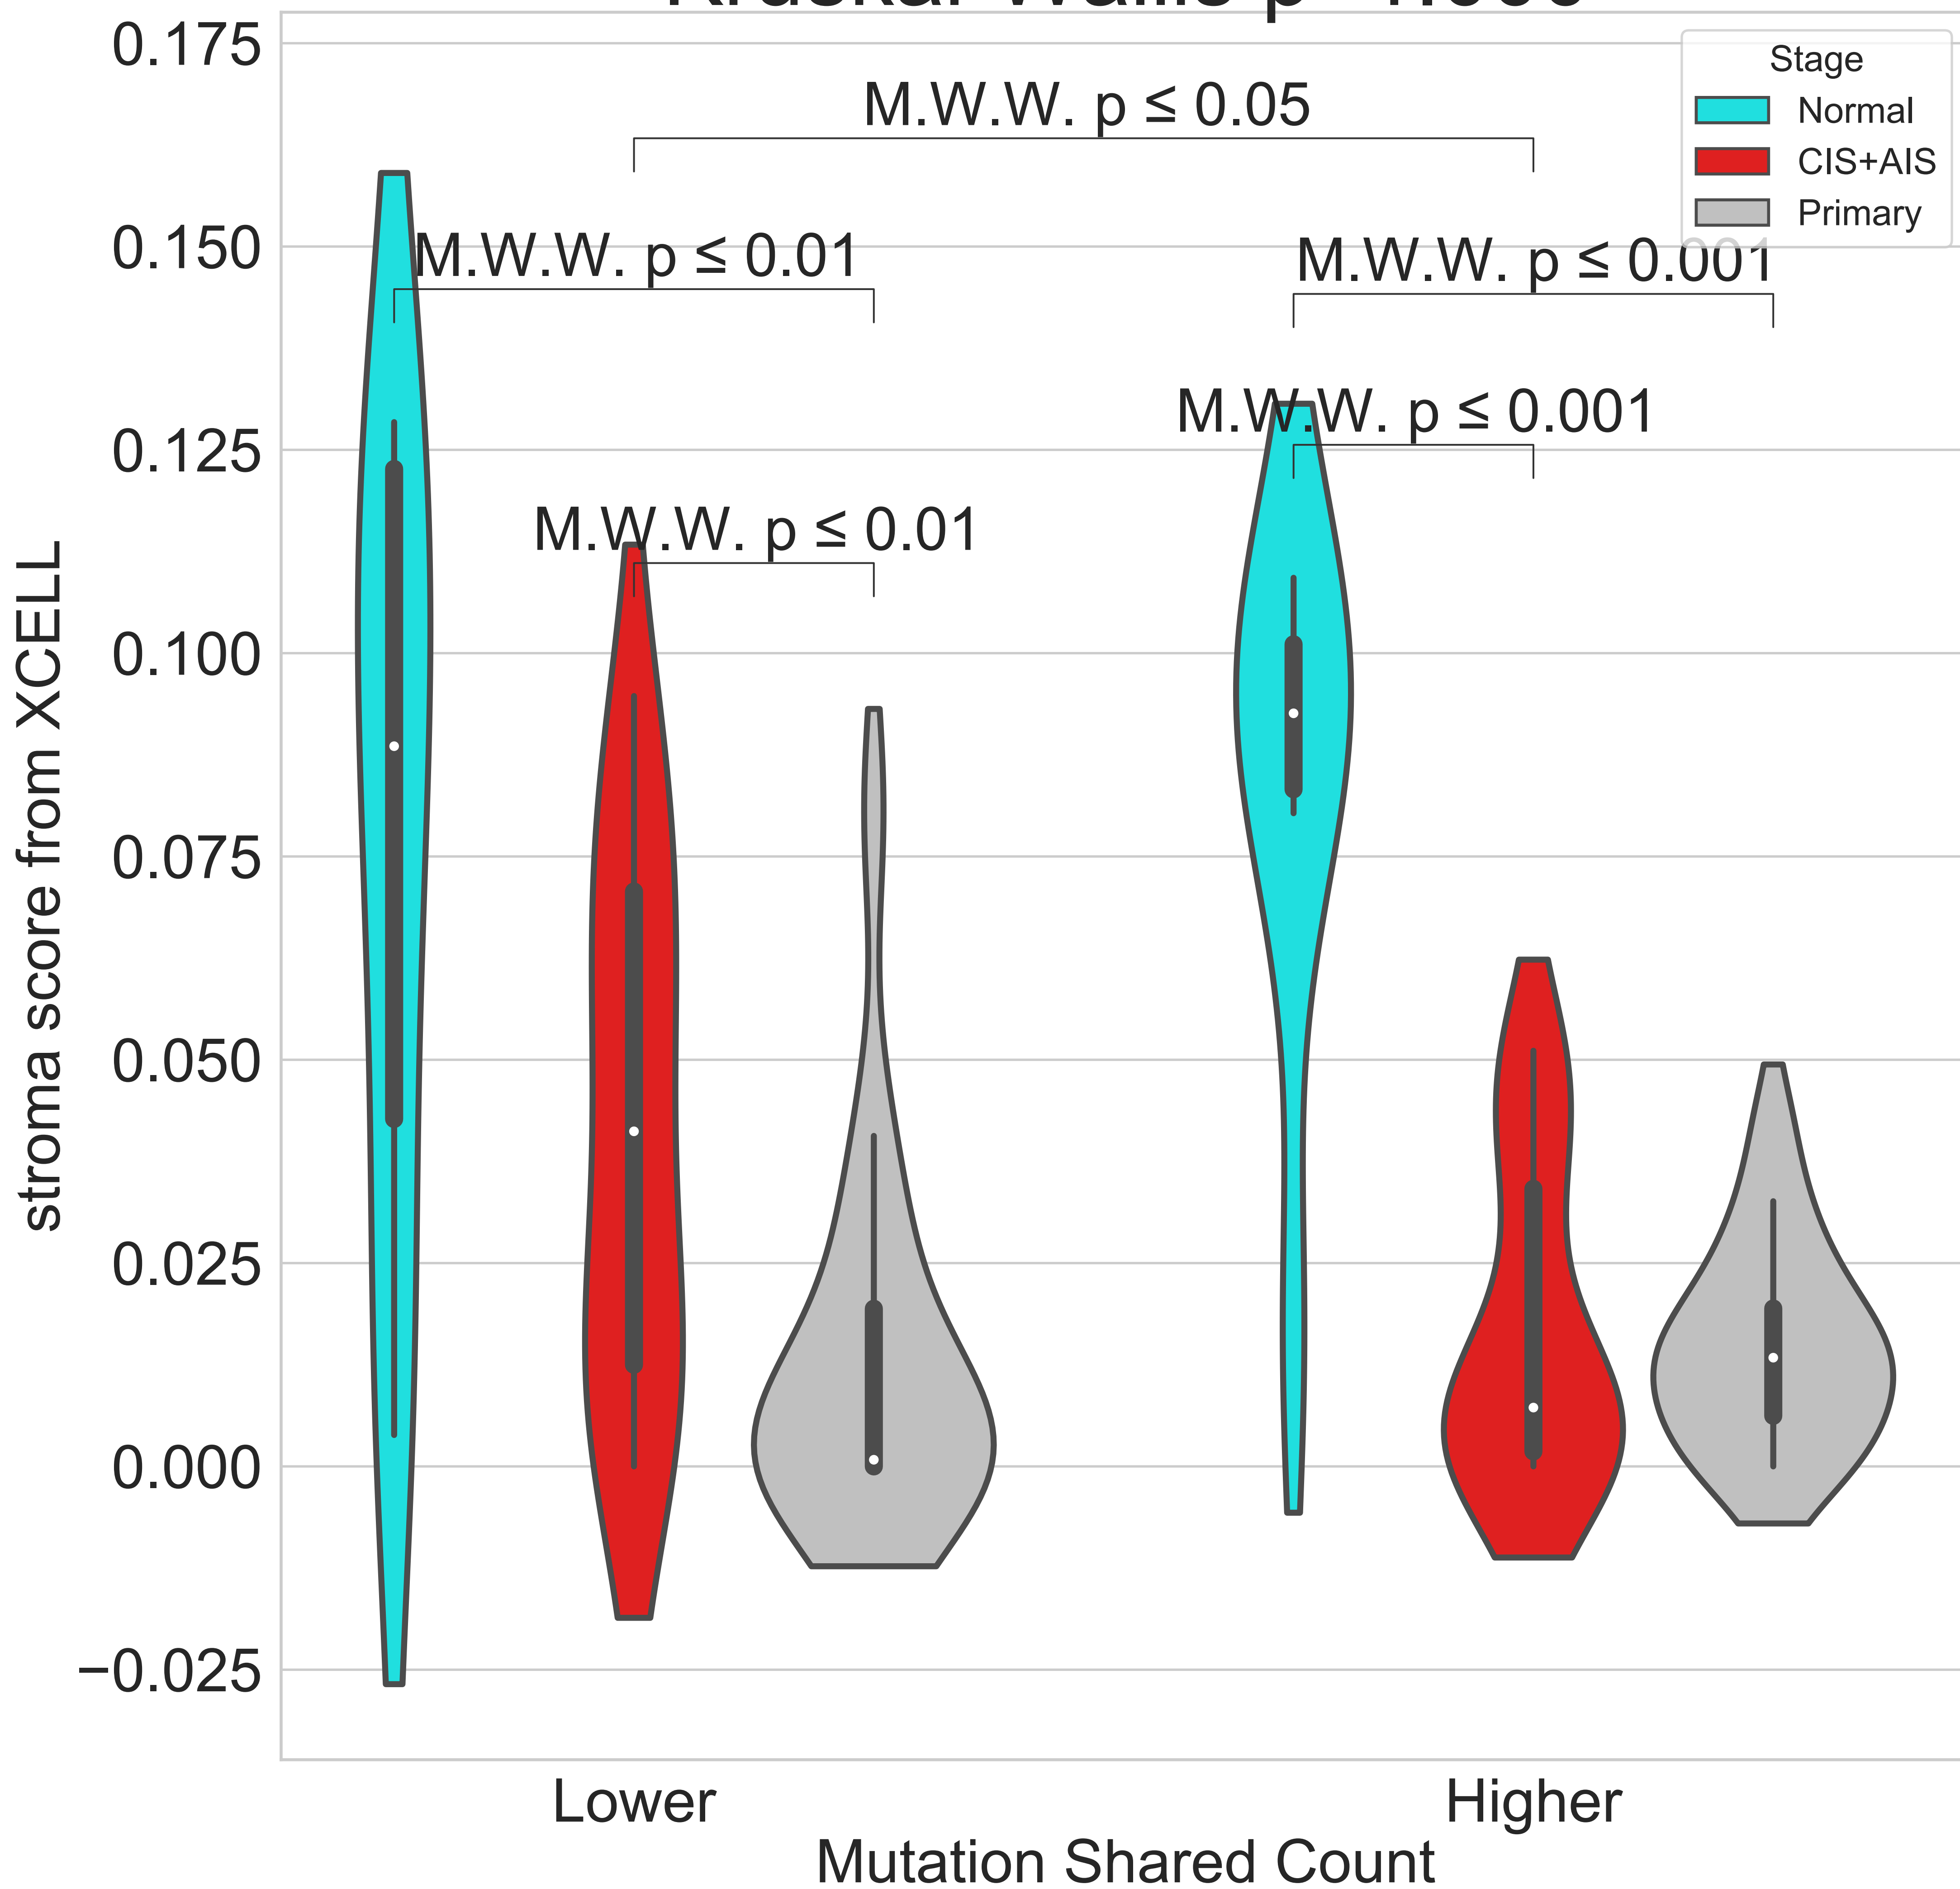 0.175
0.150
0.125
0.100
0.075
0.050
0.025
0.000
−0.025
stroma score from XCELL
M.W.W. p ≤ 0.05
M.W.W. p ≤ 0.01
M.W.W. p ≤ 0.001
M.W.W. p ≤ 0.001
M.W.W. p ≤ 0.01
Stage
Normal
CIS+AIS
Primary
Lower
Higher
Mutation Shared Count